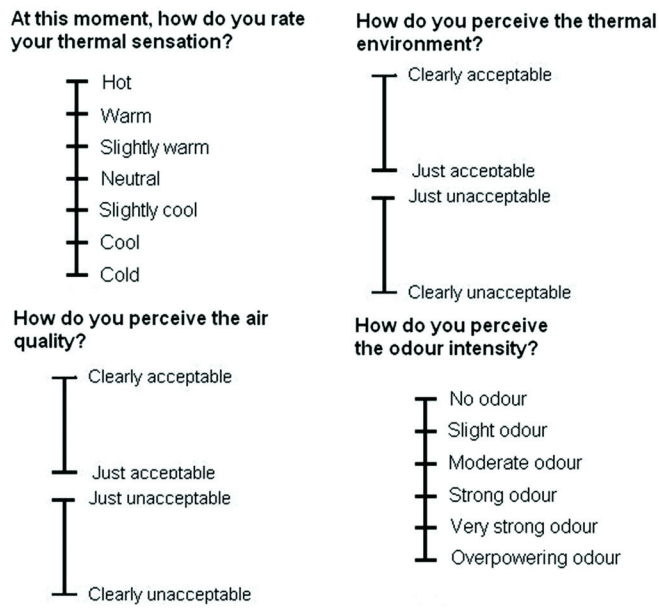 At this moment, how do you rate
your thermal sensation?
Hot
Warm
Slightly warm
Neutral
Slightly cool
Cool
Cold
How do you perceive the thermal
environment?
Clearly acceptable
Just acceptable
Just unacceptable
Clearly unacceptable
How do you perceive the air
quality?
Clearly acceptable
Just acceptable
Just unacceptable
Clearly unacceptable
How do you perceive
the odour intensity?
No odour
Slight odour
Moderate odour
Strong odour
Very strong odour
Overpowering odour